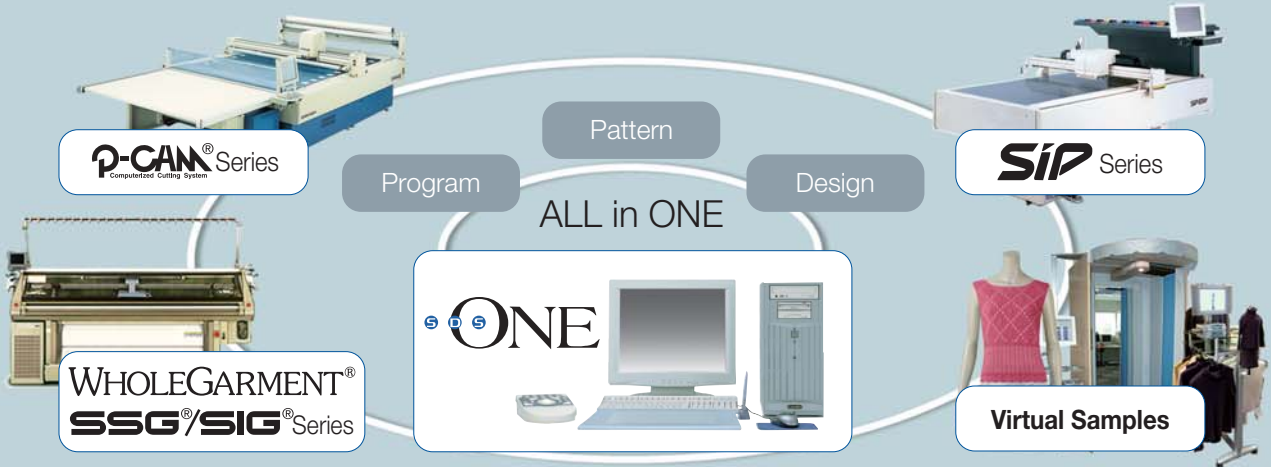 Pattern
P-CAM® Series
Computerized Cutting System
SIP Series
Program
Design
ALL in ONE
SDS ONE
WHOLEGARMENT®
SSG®/SIG® Series
Virtual Samples